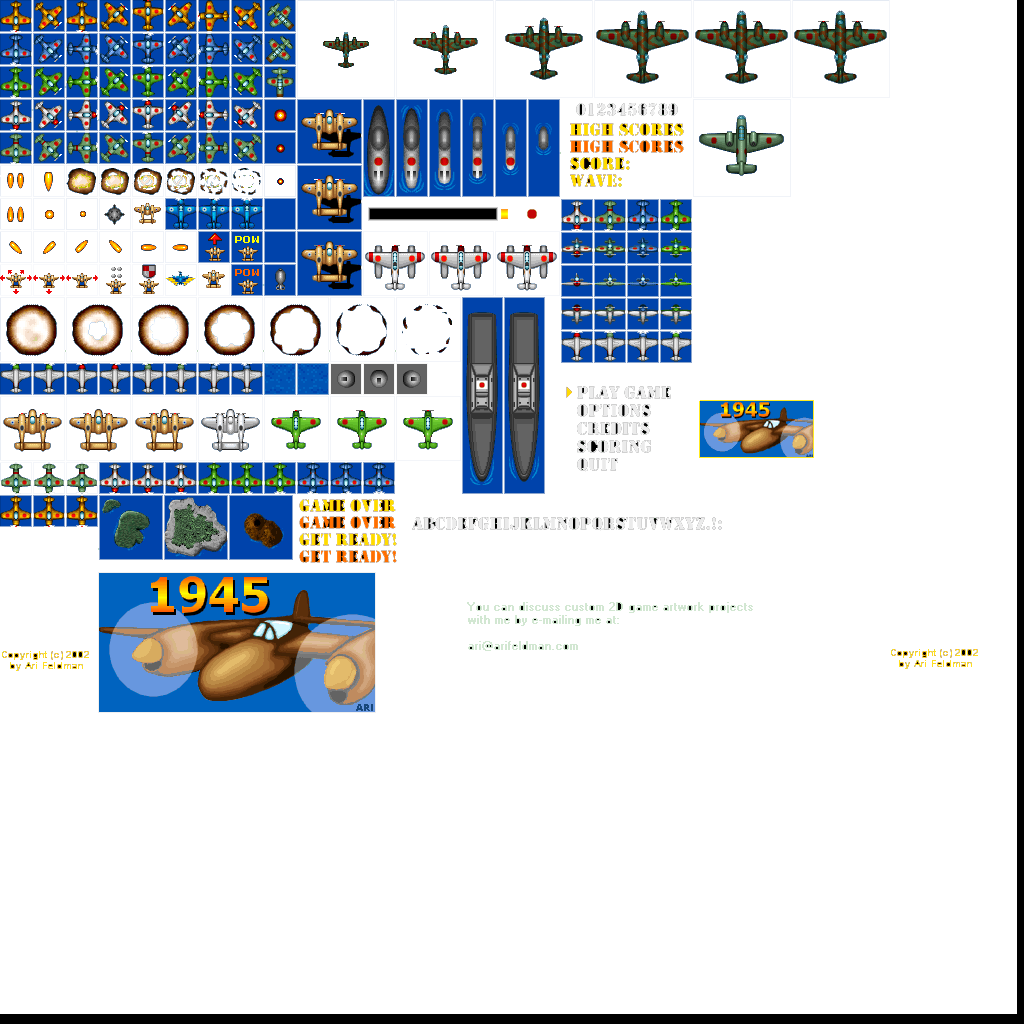 0123456789
HIGH SCORES
HIGH SCORES
SCORE:
WAVE:
POW
POW
PLAY GAME
OPTIONS
CREDITS
SCORING
QUIT
1945
ARI
GAME OVER
GAME OVER
GET READY!
GET READY!
ABCDEFGHIJKLMNOPQRSTUVWXYZ.!:
1945
ARI
You can discuss custom 2D game artwork projects
with me by e-mailing me at:
ari@arifeldman.com
Copyright (c) 2002
by Ari Feldman
Copyright (c) 2002
by Ari Feldman